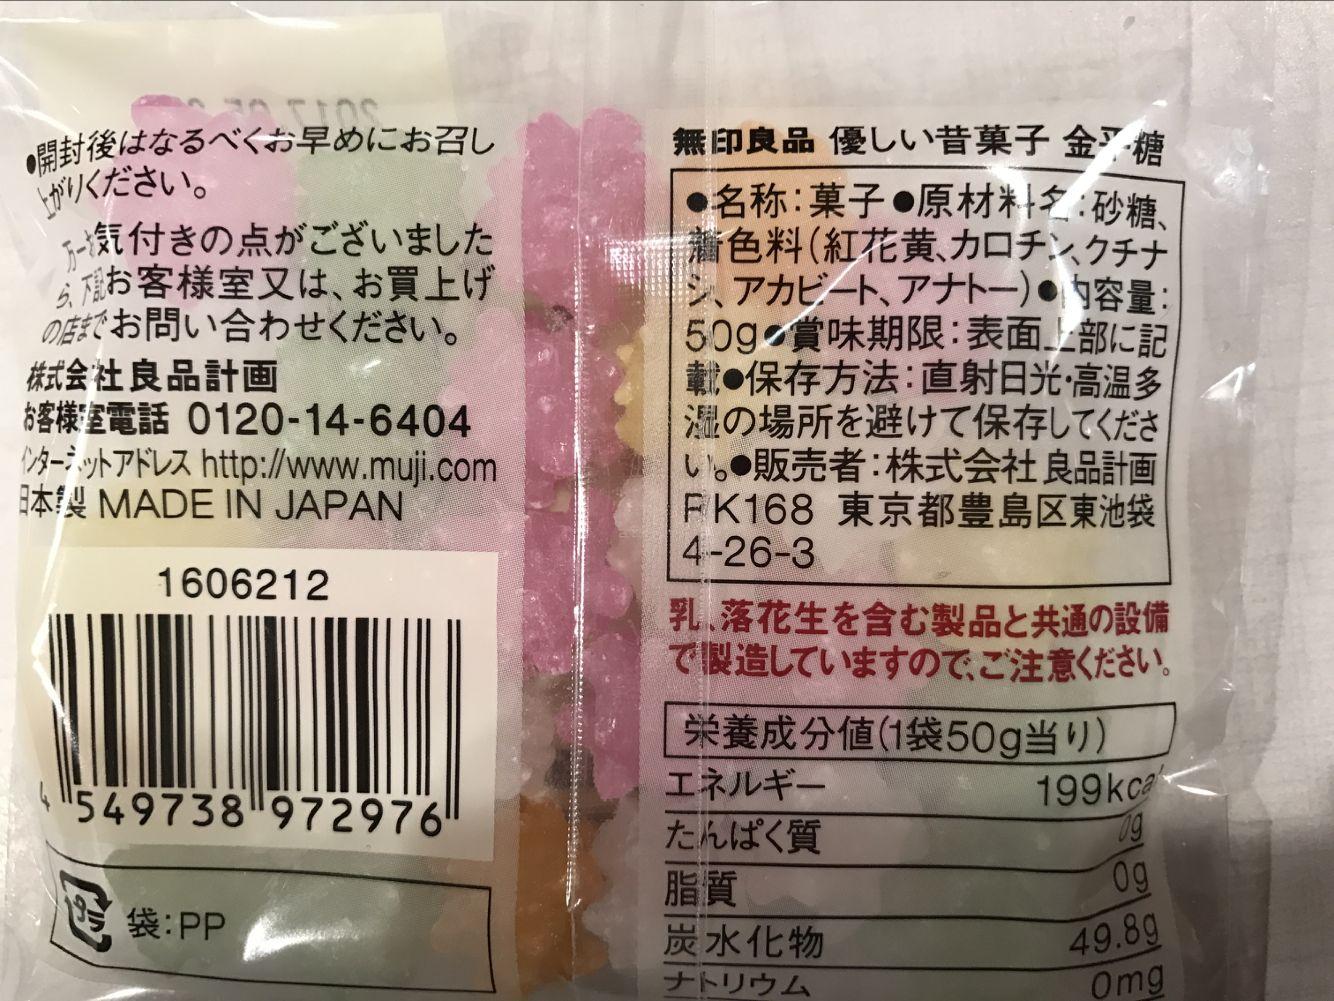 ●開封後はなるべくお早めにお召し
上がりください。
万一お気付きの点がございました
ら、下記お客様室又は、お買上げ
の店までお問い合わせください。
株式会社良品計画
お客様室電話 0120-14-6404
インターネットアドレス http://www.muji.com
日本製 MADE IN JAPAN
1606212
4 549738 972976
プラ 袋:PP
無印良品 優しい昔菓子 金平糖
●名称:菓子●原材料名:砂糖、
着色料(紅花黄、カロチン、クチナ
シ、アカビート、アナトー)●内容量:
50g●賞味期限:表面上部に記
載●保存方法:直射日光・高温多
湿の場所を避けて保存してくださ
い。●販売者:株式会社 良品計画
RK168 東京都豊島区東池袋
4-26-3
乳、落花生を含む製品と共通の設備
で製造していますので、ご注意ください。
栄養成分値(1袋50g当り)
エネルギー 199kcal
たんぱく質 0g
脂質 0g
炭水化物 49.8g
ナトリウム 0mg